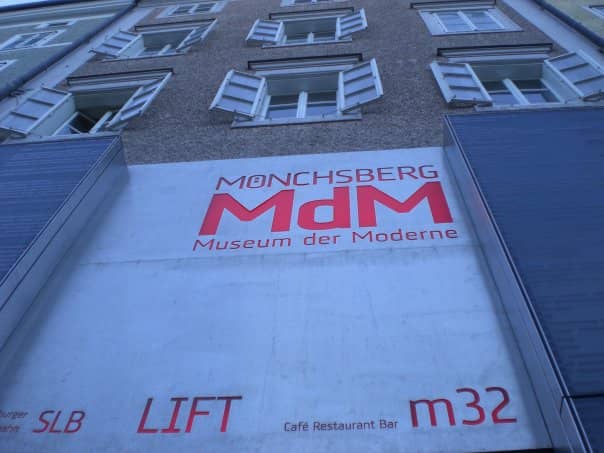 MÖNCHSBERG
MdM
Museum der Moderne
SLB LIFT Café Restaurant Bar m32